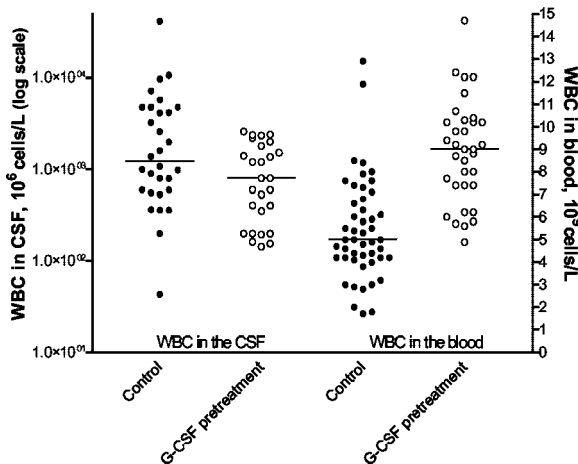 WBC in CSF, 10⁶ cells/L (log scale)
1.0×10⁰⁴
1.0×10⁰³
1.0×10⁰²
1.0×10⁰¹
15
14
13
12
11
10
9
8
7
6
5
4
3
2
1
0
WBC in blood, 10⁹ cells/L
WBC in the CSF
WBC in the blood
Control
G-CSF pretreatment
Control
G-CSF pretreatment